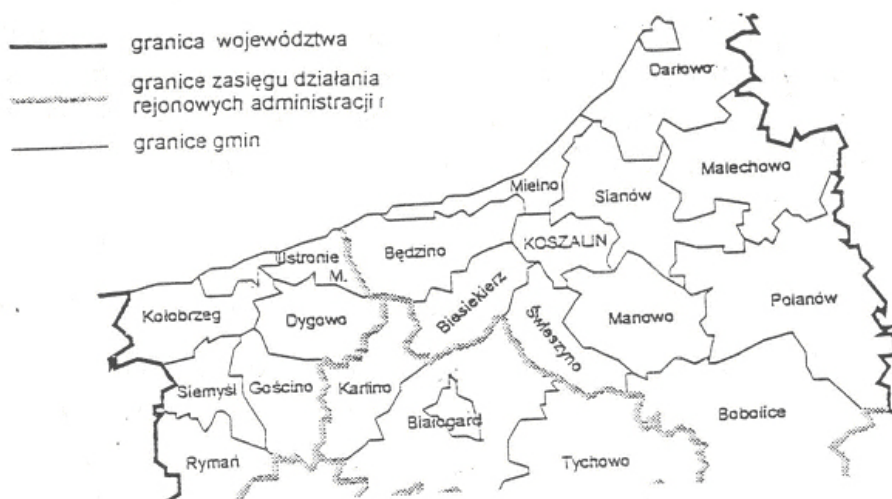 granica województwa
granice zasięgu działania
rejonowych administracji r
granice gmin
Darłowo
Malechowo
Mielno
Sianów
Ustronie
M.
Będzino
KOSZALIN
Kołobrzeg
Dygowo
Biesiekierz
Świeszyno
Manowo
Polanów
Siemyśl
Gościno
Karlino
Białogard
Bobolice
Rymań
Tychowo